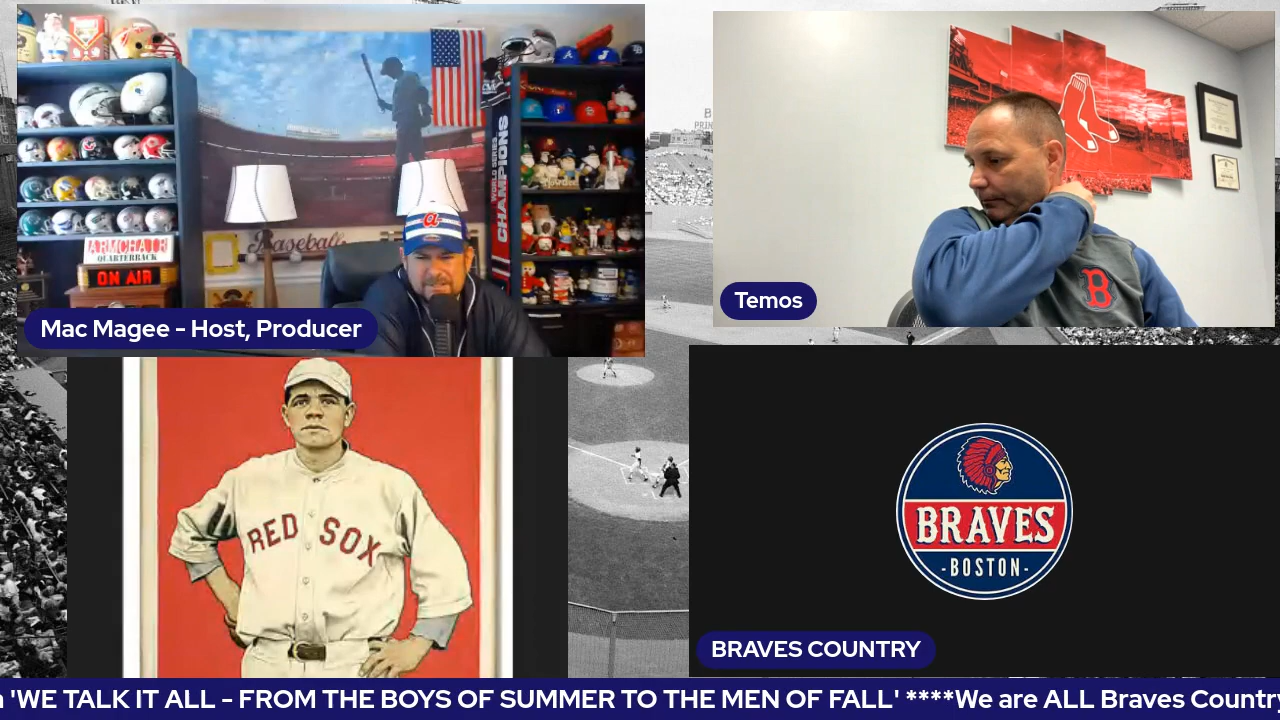 WORLD SERIES
CHAMPIONS
Baseball
ARMCHAIR
QUARTERBACK
ON AIR
Mac Magee - Host, Producer
B
Temos
RED SOX
BRAVES
-BOSTON-
BRAVES COUNTRY
'WE TALK IT ALL - FROM THE BOYS OF SUMMER TO THE MEN OF FALL' ****We are ALL Braves Country